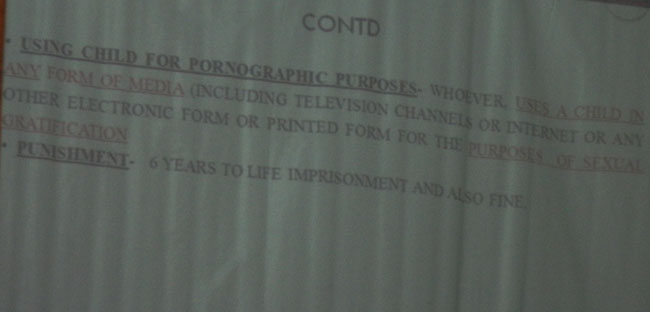 CONTD
• USING CHILD FOR PORNOGRAPHIC PURPOSES- WHOEVER, USES A CHILD IN
ANY FORM OF MEDIA (INCLUDING TELEVISION CHANNELS OR INTERNET OR ANY
OTHER ELECTRONIC FORM OR PRINTED FORM FOR THE PURPOSES OF SEXUAL
GRATIFICATION
• PUNISHMENT- 6 YEARS TO LIFE IMPRISONMENT AND ALSO FINE.